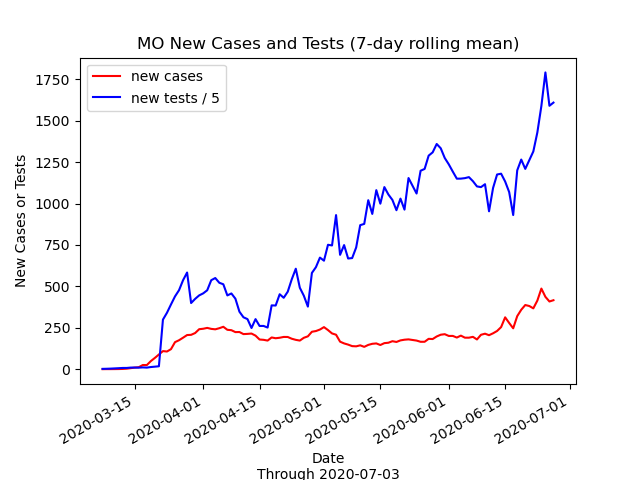 MO New Cases and Tests (7-day rolling mean)
new cases
new tests / 5
New Cases or Tests
1750
1500
1250
1000
750
500
250
0
2020-03-15
2020-04-01
2020-04-15
2020-05-01
2020-05-15
2020-06-01
2020-06-15
2020-07-01
Date
Through 2020-07-03